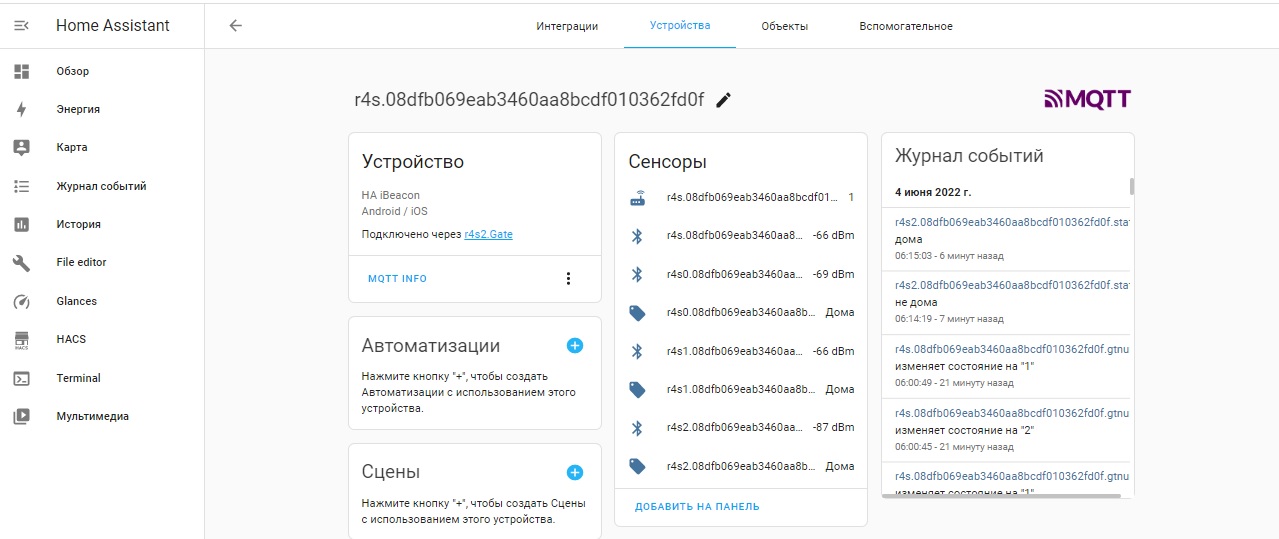 Home Assistant
Интеграции
Устройства
Объекты
Вспомогательное
Обзор
Энергия
Карта
Журнал событий
История
File editor
Glances
HACS
HACS
Terminal
Мультимедиа
r4s.08dfb069eab3460aa8bcdf010362fd0f
MQTT
Устройство
HA iBeacon
Android / iOS
Подключено через r4s2.Gate
MQTT INFO
Автоматизации
Нажмите кнопку "+", чтобы создать
Автоматизации с использованием этого
устройства.
Сцены
Нажмите кнопку "+", чтобы создать Сцены
с использованием этого устройства.
Сенсоры
r4s.08dfb069eab3460aa8bcdf01... 1
r4s.08dfb069eab3460aa8... -66 dBm
r4s0.08dfb069eab3460aa... -69 dBm
r4s0.08dfb069eab3460aa8b... Дома
r4s1.08dfb069eab3460aa... -66 dBm
r4s1.08dfb069eab3460aa8b... Дома
r4s2.08dfb069eab3460aa... -87 dBm
r4s2.08dfb069eab3460aa8b... Дома
ДОБАВИТЬ НА ПАНЕЛЬ
Журнал событий
4 июня 2022 г.
r4s2.08dfb069eab3460aa8bcdf010362fd0f.stat
дома
06:15:03 - 6 минут назад
r4s2.08dfb069eab3460aa8bcdf010362fd0f.stat
не дома
06:14:19 - 7 минут назад
r4s.08dfb069eab3460aa8bcdf010362fd0f.gtnu
изменяет состояние на "1"
06:00:49 - 21 минуту назад
r4s.08dfb069eab3460aa8bcdf010362fd0f.gtnu
изменяет состояние на "2"
06:00:45 - 21 минуту назад
r4s.08dfb069eab3460aa8bcdf010362fd0f.gtnu
изменяет состояние на "1"